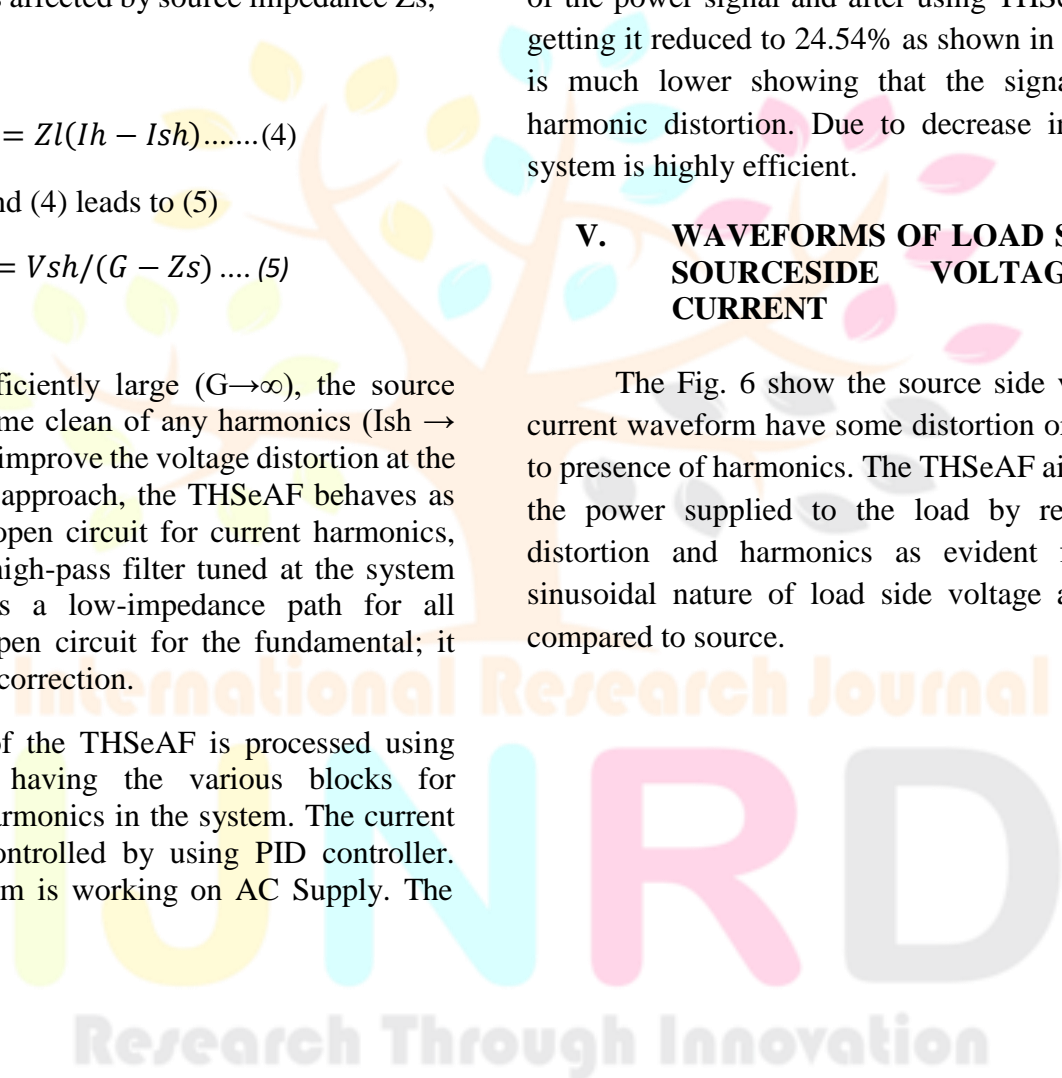 s affected by source impedance Zs,
= Zl(Ih − Ish).......(4)
nd (4) leads to (5)
= Vsh/(G − Zs) .... (5)
ficiently large (G→∞), the source
me clean of any harmonics (Ish →
improve the voltage distortion at the
approach, the THSeAF behaves as
open circuit for current harmonics,
high-pass filter tuned at the system
s a low-impedance path for all
pen circuit for the fundamental; it
correction.
of the THSeAF is processed using
having the various blocks for
armonics in the system. The current
ontrolled by using PID controller.
m is working on AC Supply. The
of the power signal and after using THSe
getting it reduced to 24.54% as shown in
is much lower showing that the signa
harmonic distortion. Due to decrease in
system is highly efficient.
V. WAVEFORMS OF LOAD S
SOURCESIDE VOLTAG
CURRENT
The Fig. 6 show the source side v
current waveform have some distortion o
to presence of harmonics. The THSeAF ai
the power supplied to the load by re
distortion and harmonics as evident
sinusoidal nature of load side voltage a
compared to source.
International Research Journal
IJNRD
Research Through Innovation